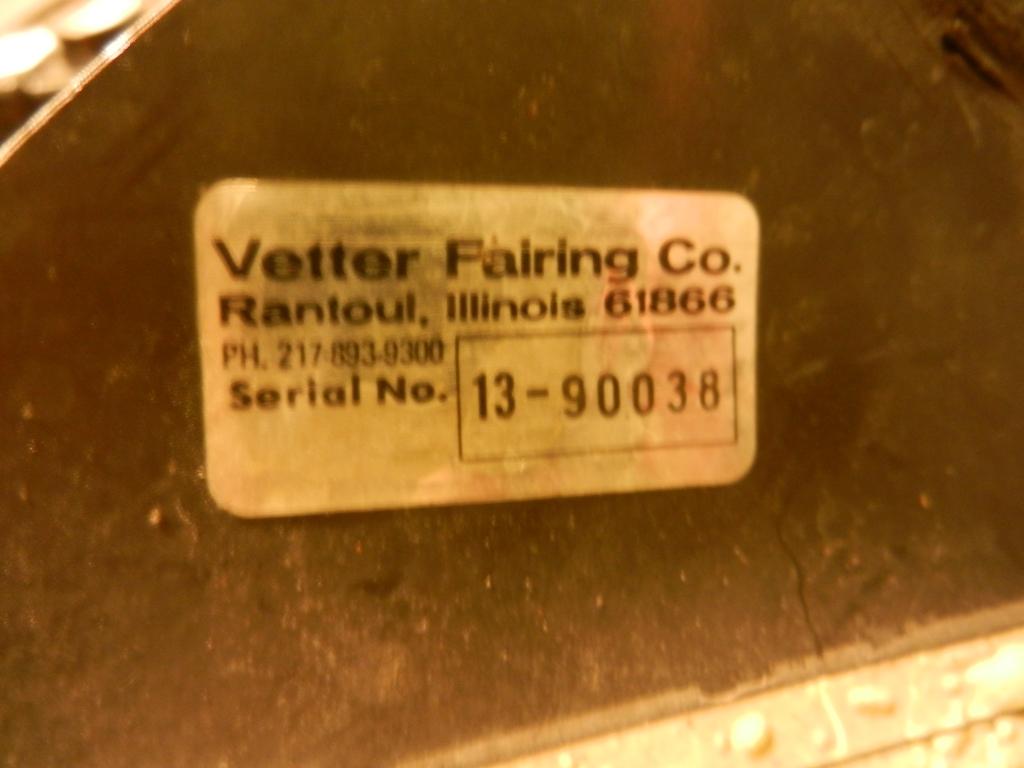 Vetter Fairing Co.
Rantoul, Illinois 61866
PH. 217-893-9300
Serial No. 13-90038